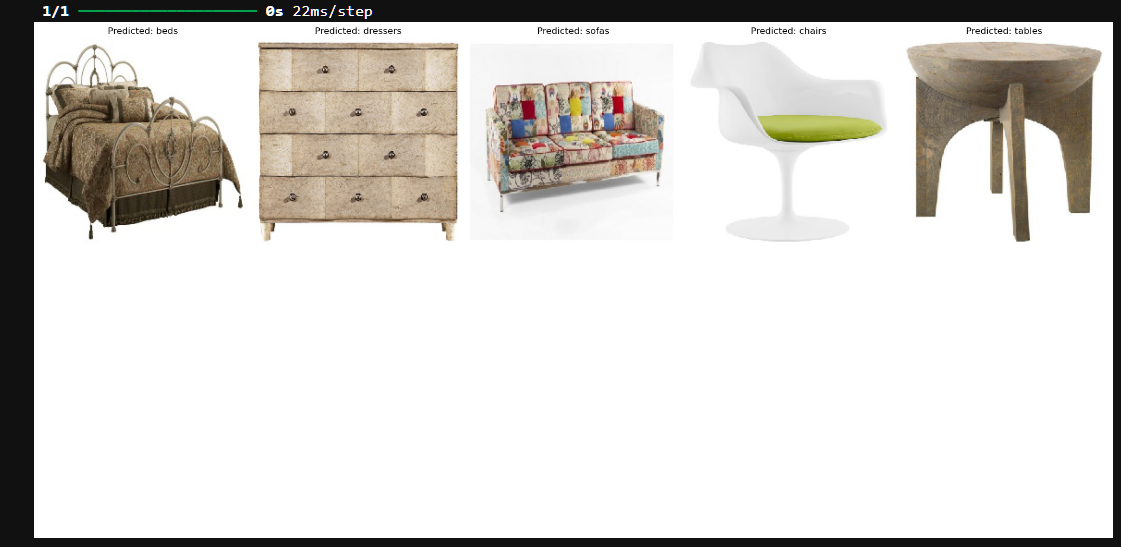 1/1 ━━━━━━━━━━━━━━━━━━━━ 0s 22ms/step
Predicted: beds
Predicted: dressers
Predicted: sofas
Predicted: chairs
Predicted: tables